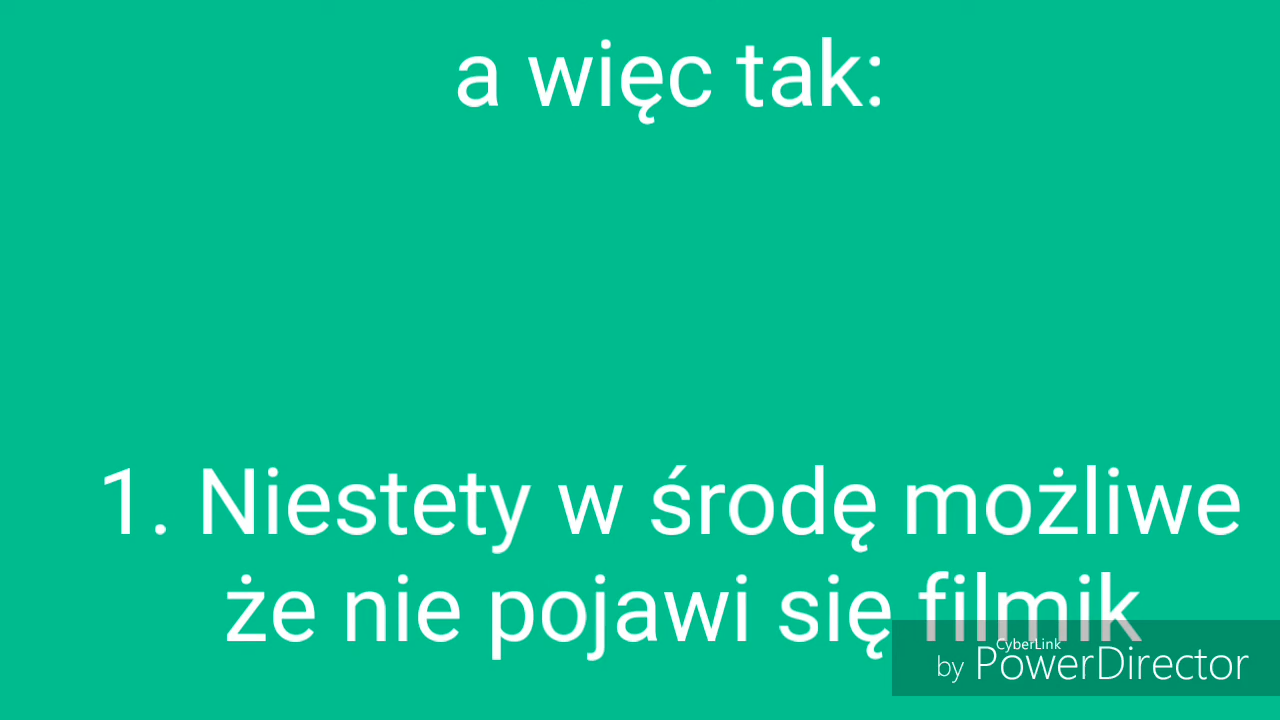 a więc tak:
1. Niestety w środę możliwe
że nie pojawi się filmik
CyberLink
by PowerDirector